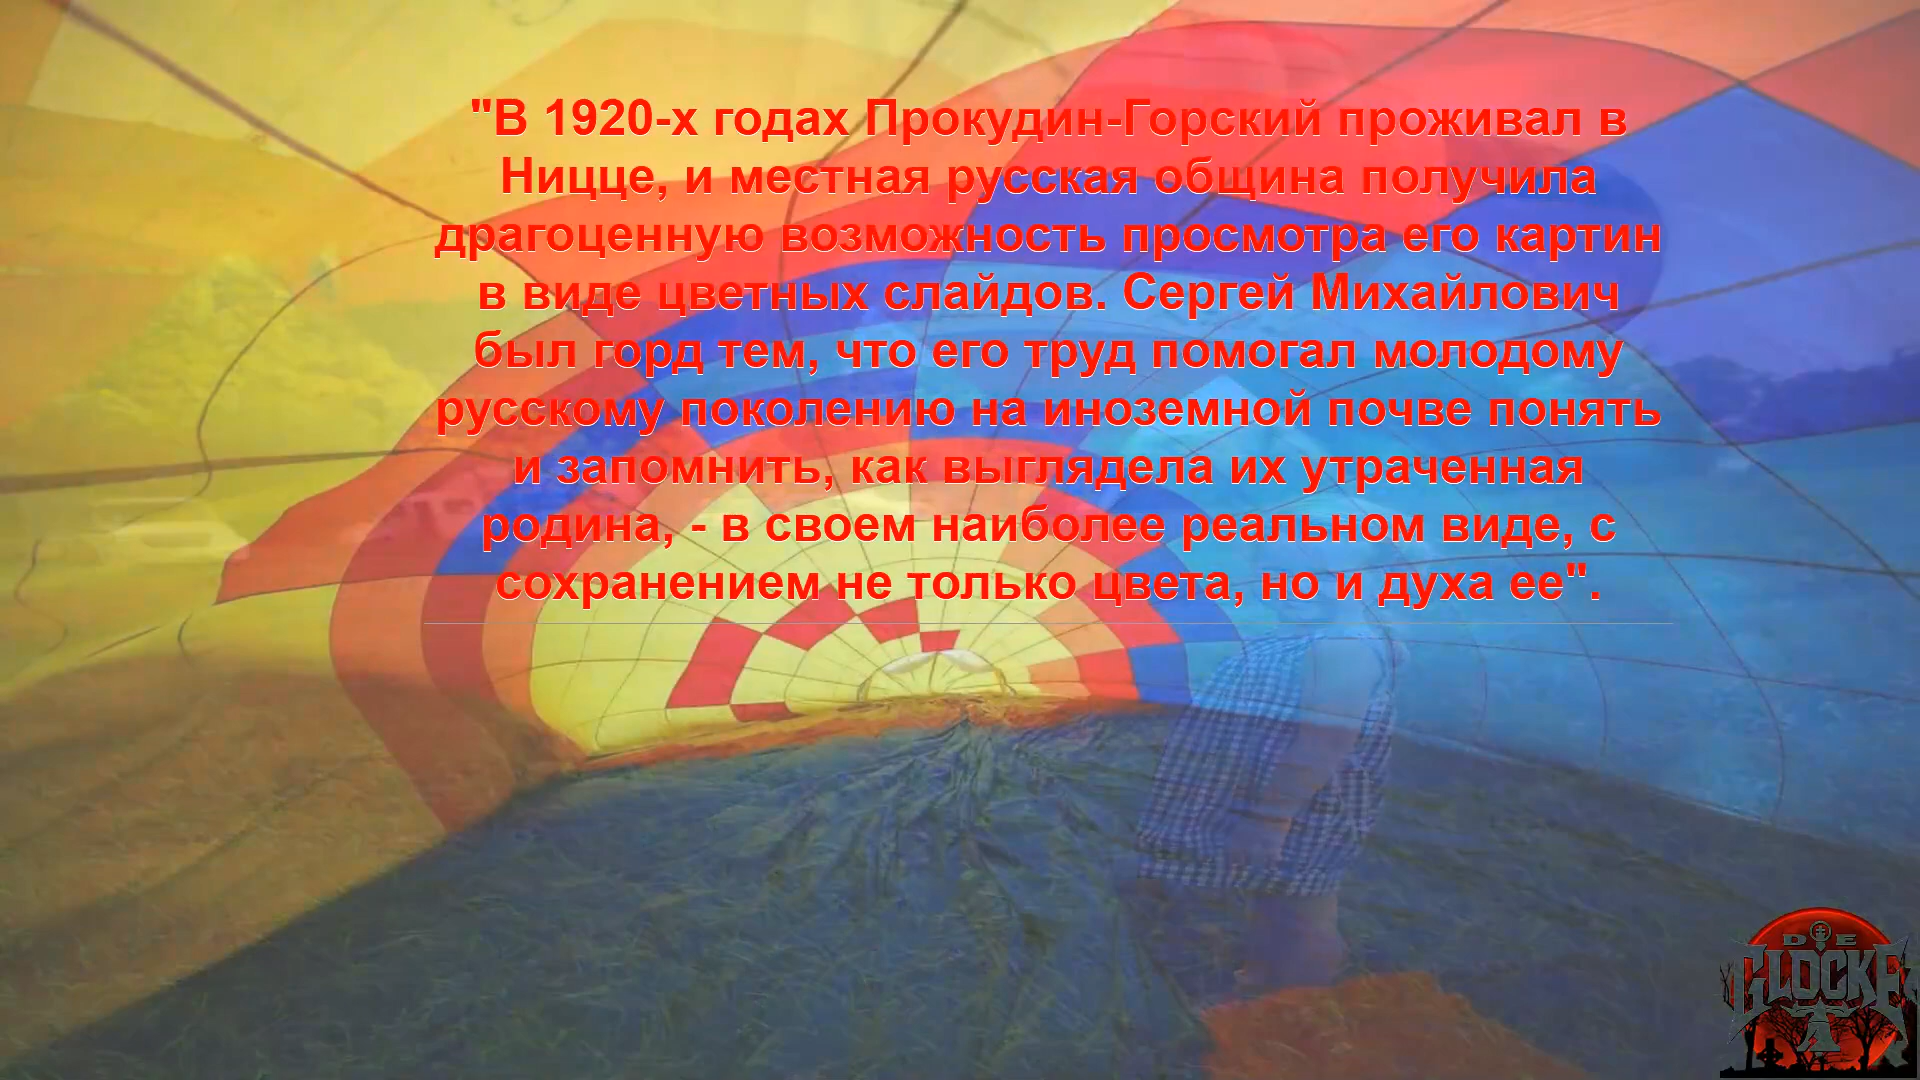 "В 1920-х годах Прокудин-Горский проживал в
Ницце, и местная русская община получила
драгоценную возможность просмотра его картин
в виде цветных слайдов. Сергей Михайлович
был горд тем, что его труд помогал молодому
русскому поколению на иноземной почве понять
и запомнить, как выглядела их утраченная
родина, - в своем наиболее реальном виде, с
сохранением не только цвета, но и духа ее".
DIE
GLOCKE